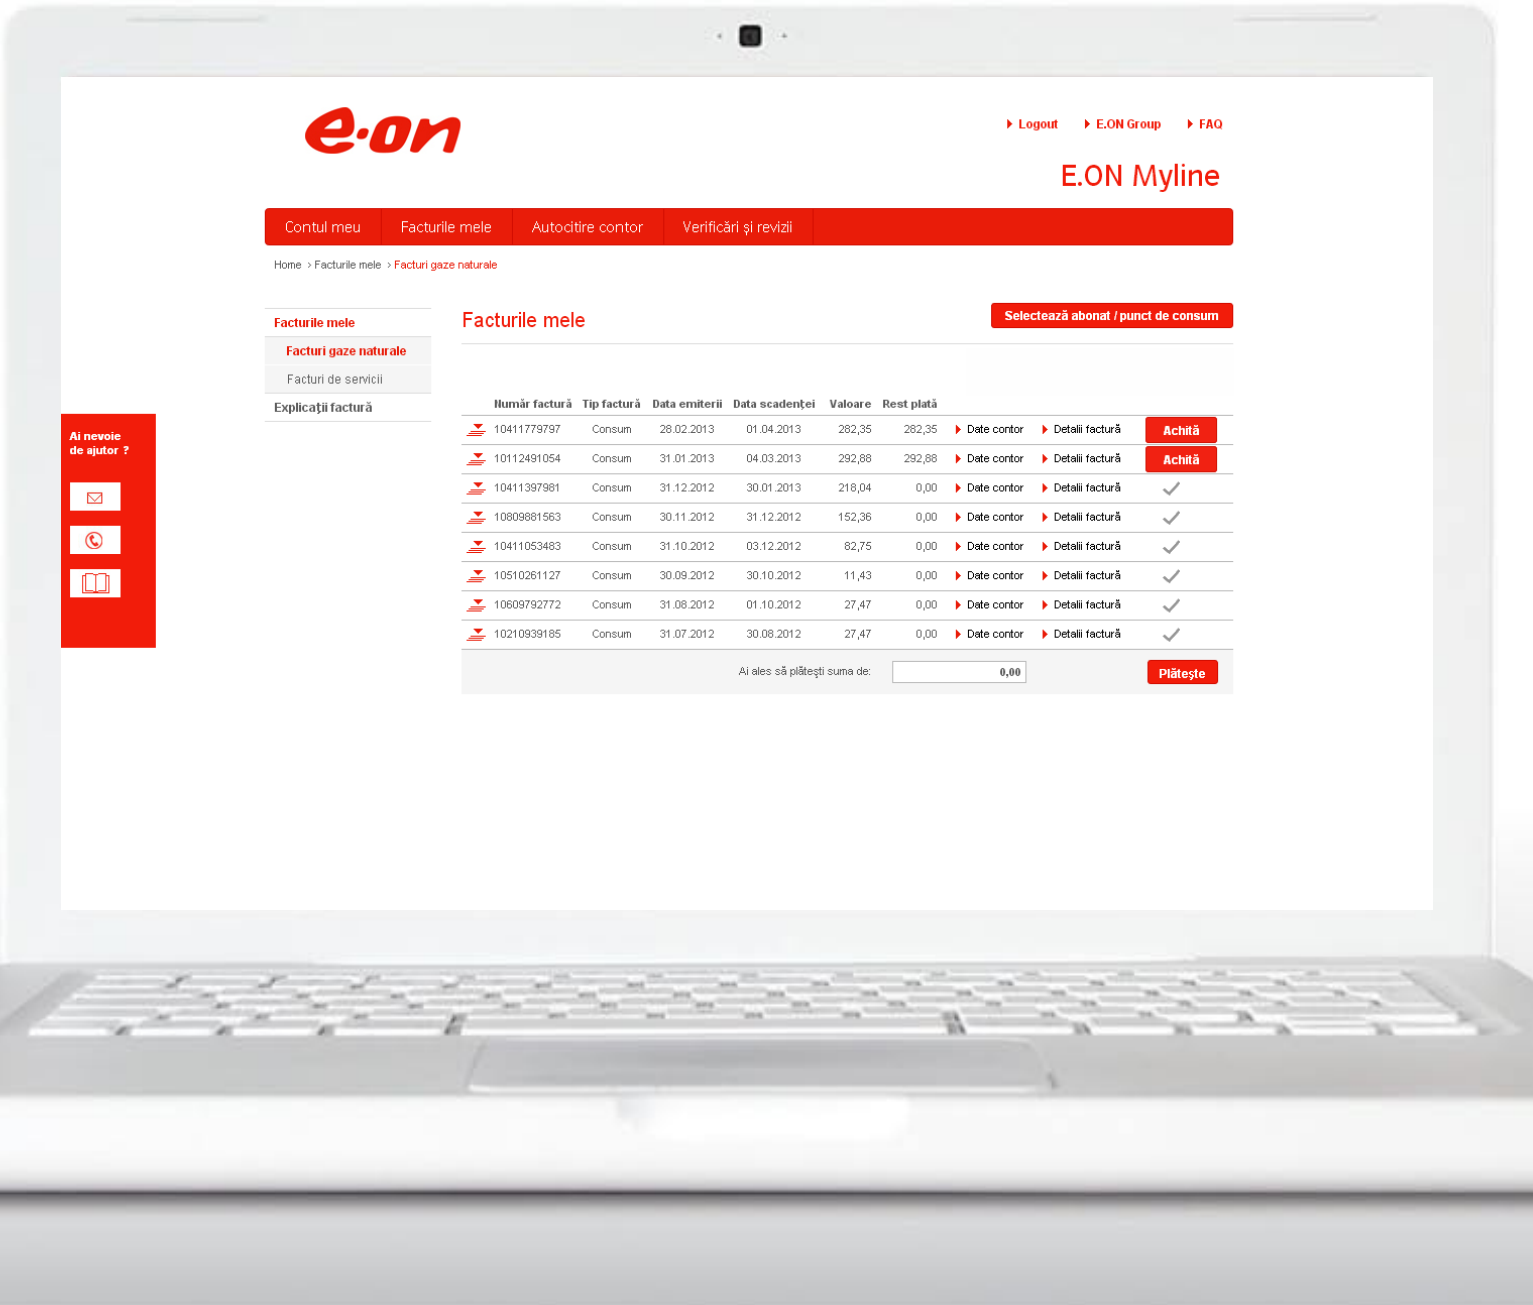 e·on
Logout E.ON Group FAQ
E.ON Myline
Contul meu Facturile mele Autocitire contor Verificări și revizii
Home > Facturile mele > Facturi gaze naturale
Facturile mele
Facturi gaze naturale
Facturi de servicii
Explicații factură
Ai nevoie
de ajutor ?
Facturile mele
Selectează abonat / punct de consum
Număr factură Tip factură Data emiterii Data scadenței Valoare Rest plată
10411779797 Consum 28.02.2013 01.04.2013 282,35 282,35 Date contor Detalii factură Achită
10112491054 Consum 31.01.2013 04.03.2013 292,88 292,88 Date contor Detalii factură Achită
10411397981 Consum 31.12.2012 30.01.2013 218,04 0,00 Date contor Detalii factură
10809881563 Consum 30.11.2012 31.12.2012 152,36 0,00 Date contor Detalii factură
10411053483 Consum 31.10.2012 03.12.2012 82,75 0,00 Date contor Detalii factură
10510261127 Consum 30.09.2012 30.10.2012 11,43 0,00 Date contor Detalii factură
10609792772 Consum 31.08.2012 01.10.2012 27,47 0,00 Date contor Detalii factură
10210939185 Consum 31.07.2012 30.08.2012 27,47 0,00 Date contor Detalii factură
Ai ales să plătești suma de: 0,00 Plătește